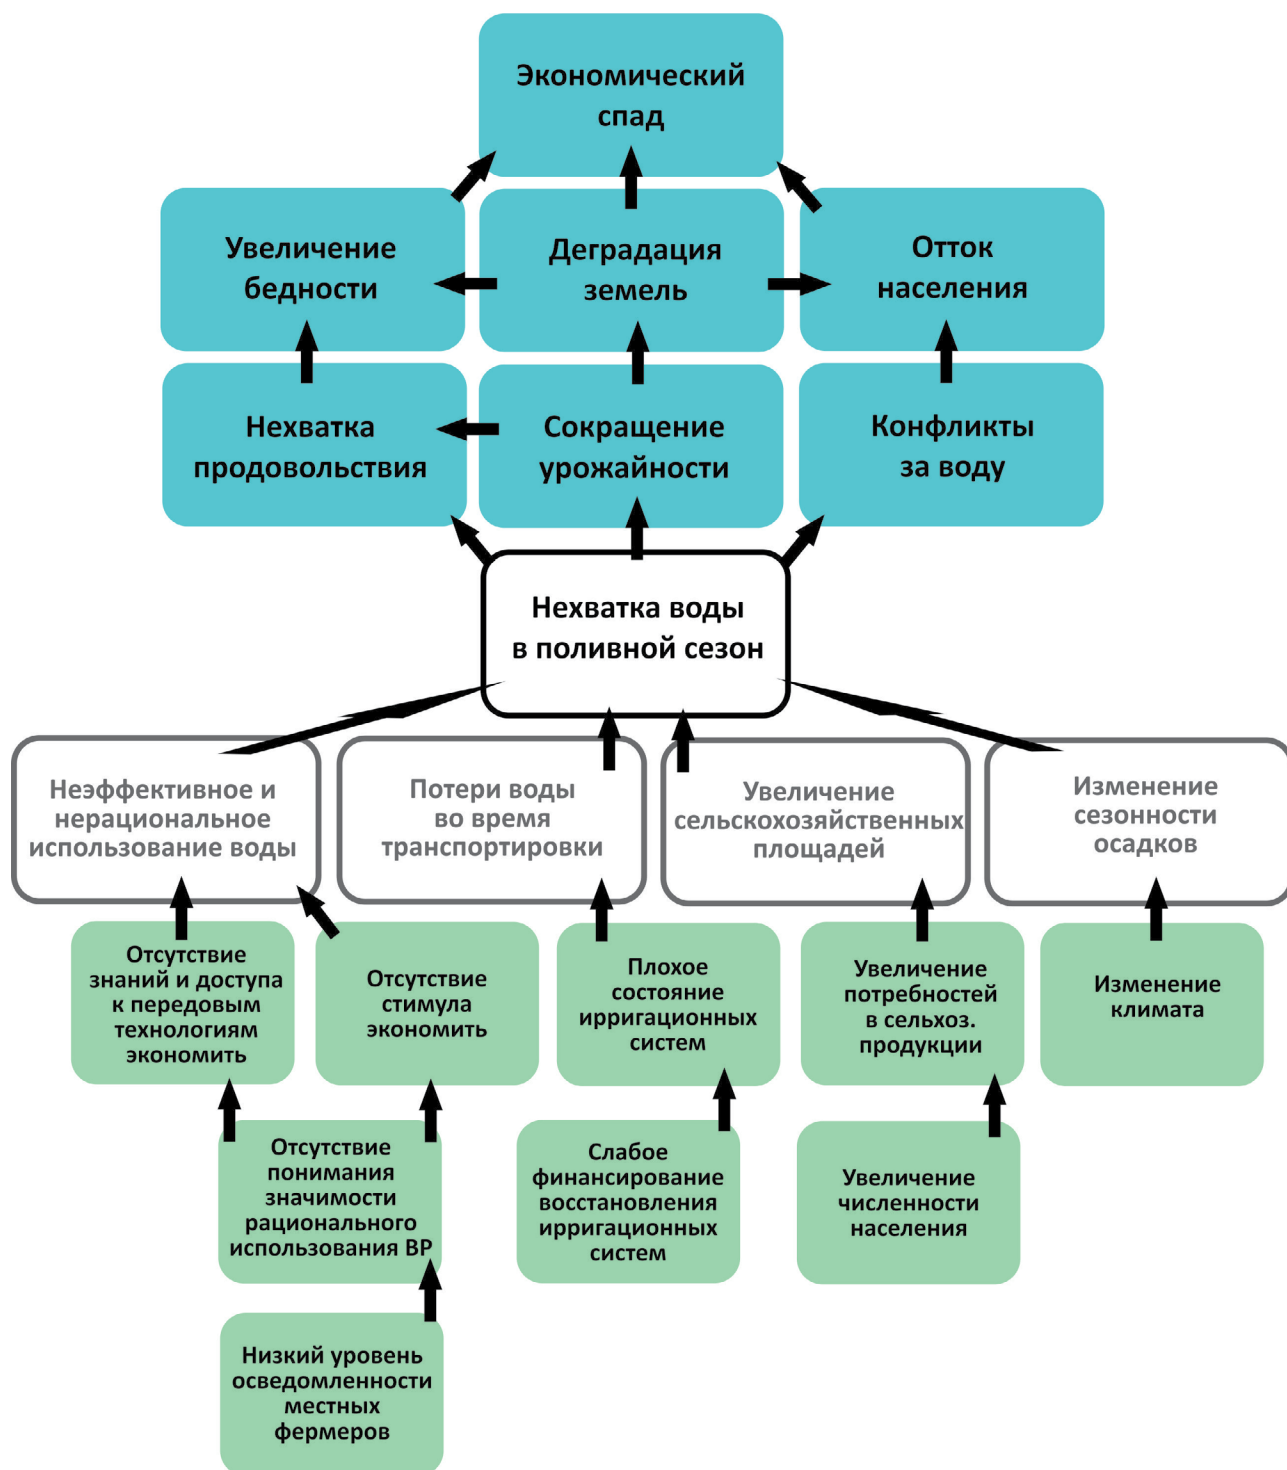 Экономический
спад
Увеличение
бедности
Деградация
земель
Отток
населения
Нехватка
продовольствия
Сокращение
урожайности
Конфликты
за воду
Нехватка воды
в поливной сезон
Неэффективное и
нерациональное
использование воды
Потери воды
во время
транспортировки
Увеличение
сельскохозяйственных
площадей
Изменение
сезонности
осадков
Отсутствие
знаний и доступа
к передовым
технологиям
экономить
Отсутствие
стимула
экономить
Плохое
состояние
ирригационных
систем
Увеличение
потребностей
в сельхоз.
продукции
Изменение
климата
Отсутствие
понимания
значимости
рационального
использования ВР
Слабое
финансирование
восстановления
ирригационных
систем
Увеличение
численности
населения
Низкий уровень
осведомленности
местных
фермеров